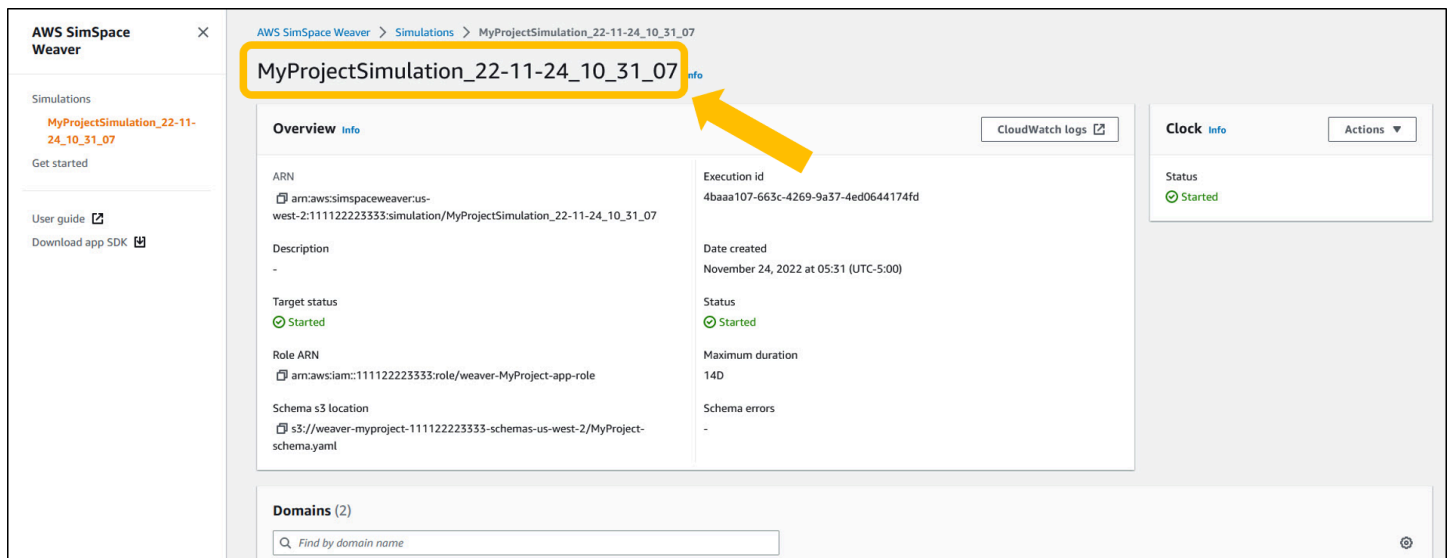 AWS SimSpace
Weaver
Simulations
MyProjectSimulation_22-11-
24_10_31_07
Get started
User guide
Download app SDK
AWS SimSpace Weaver > Simulations > MyProjectSimulation_22-11-24_10_31_07
MyProjectSimulation_22-11-24_10_31_07 nfo
Overview Info
CloudWatch logs
ARN
arn:aws:simspaceweaver:us-
west-2:111122223333:simulation/MyProjectSimulation_22-11-24_10_31_07
Execution id
4baaa107-663c-4269-9a37-4ed0644174fd
Description
-
Date created
November 24, 2022 at 05:31 (UTC-5:00)
Target status
Started
Status
Started
Role ARN
arn:aws:iam::111122223333:role/weaver-MyProject-app-role
Maximum duration
14D
Schema s3 location
s3://weaver-myproject-111122223333-schemas-us-west-2/MyProject-
schema.yaml
Schema errors
-
Clock Info
Actions
Status
Started
Domains (2)
Find by domain name